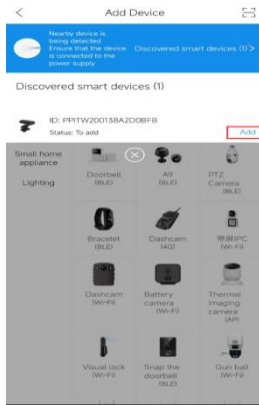 Add Device
Nearby device is
being detected
Ensure that the device
is connected to the
power supply
Discovered smart devices (1)>
Discovered smart devices (1)
ID: PPITW200138A2D0BFB
Status: To add
Add
Small home
appliance
Lighting
Doorbell
(BLE)
A9
(BLE)
PTZ
Camera
(BLE)
Bracelet
(BLE)
Dashcam
(4G)
IPC
(Wi-Fi)
Dashcam
(Wi-Fi)
Battery
camera
(Wi-Fi)
Thermal
imaging
camera
(AP)
Visual lock
(Wi-Fi)
Snap the
doorbell
(BLE)
Gun ball
(Wi-Fi)